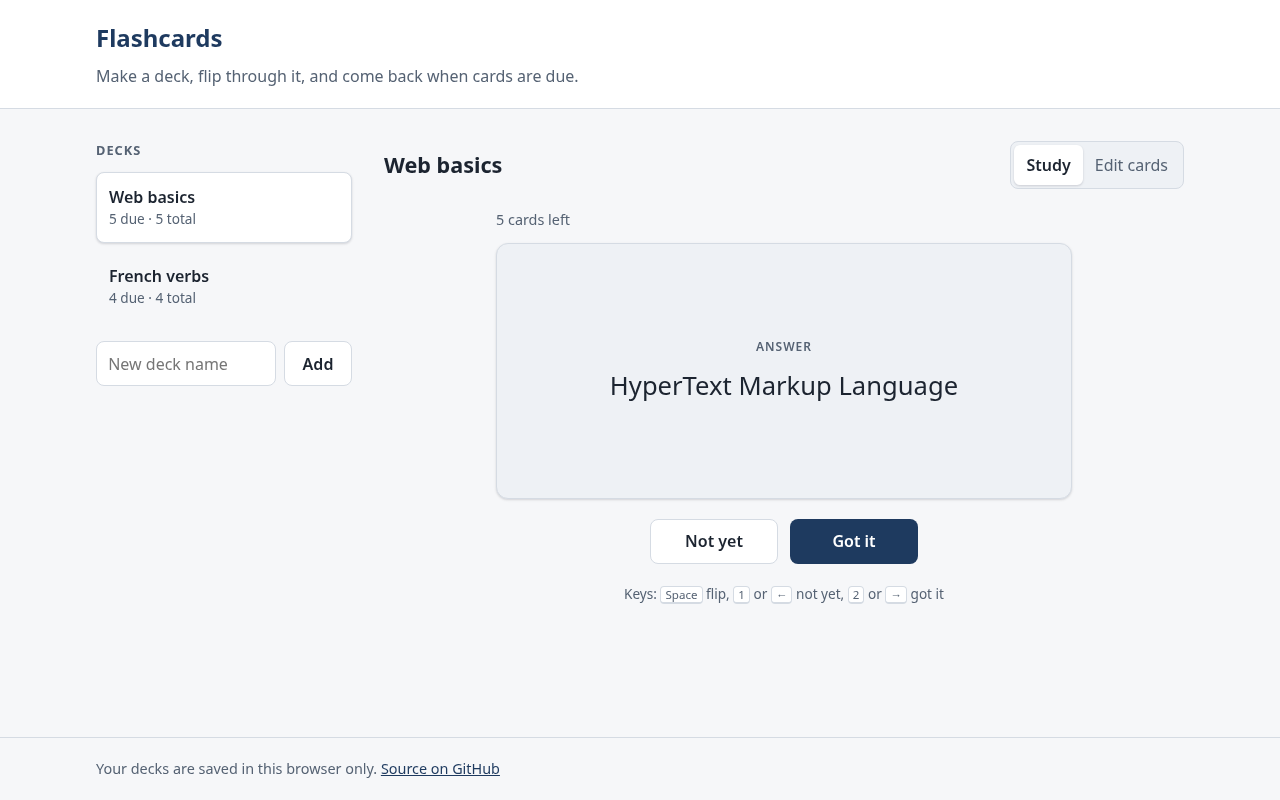 Flashcards
Make a deck, flip through it, and come back when cards are due.
DECKS
Web basics
5 due · 5 total
French verbs
4 due · 4 total
New deck name
Add
Web basics
Study
Edit cards
5 cards left
ANSWER
HyperText Markup Language
Not yet
Got it
Keys: Space flip, 1 or ← not yet, 2 or → got it
Your decks are saved in this browser only. Source on GitHub